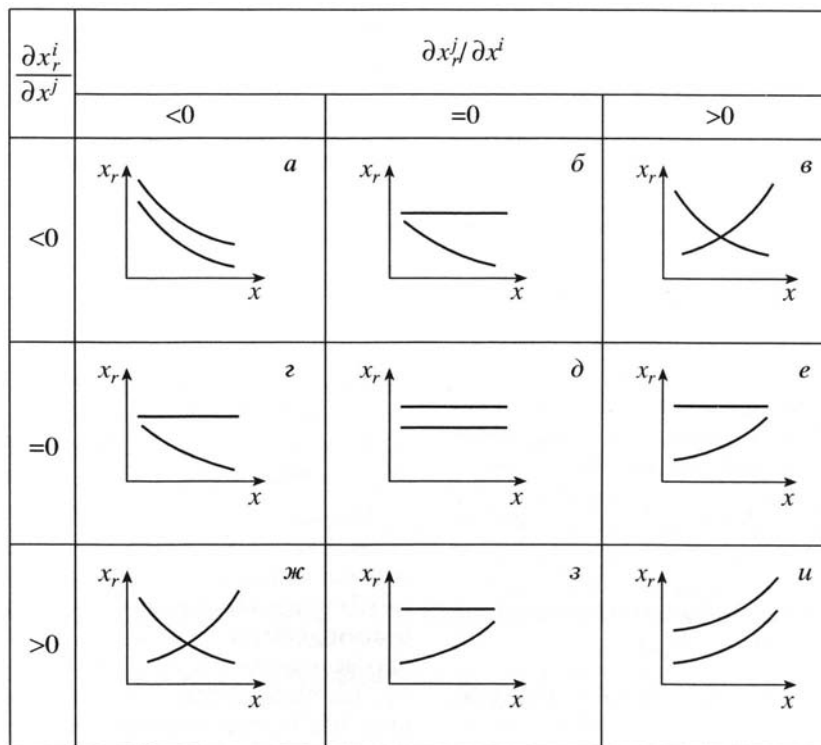 ∂x_r^i / ∂x^j
∂x_r^j / ∂x^i
<0 =0 >0
<0
x_r а x
x_r б x
x_r в x
=0
x_r г x
x_r д x
x_r е x
>0
x_r ж x
x_r з x
x_r и x